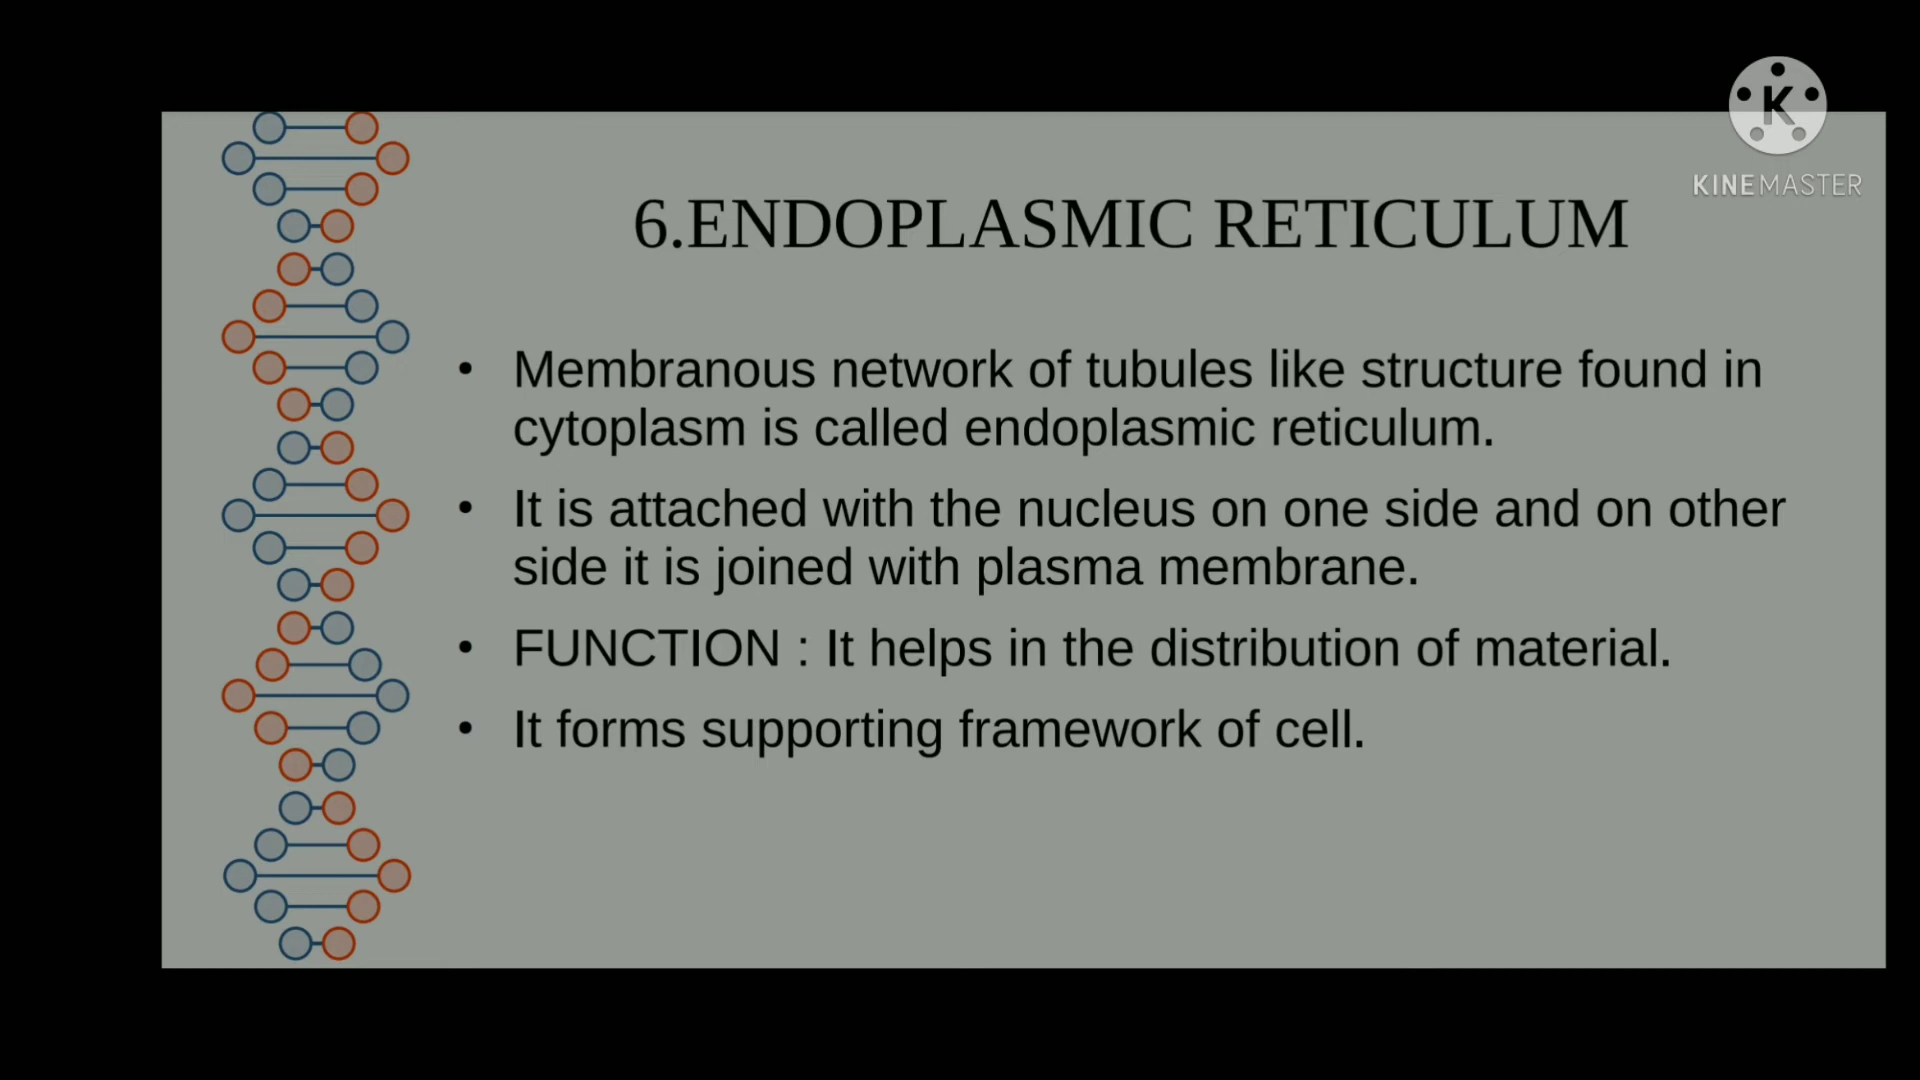 K
KINEMASTER
6.ENDOPLASMIC RETICULUM
• Membranous network of tubules like structure found in
cytoplasm is called endoplasmic reticulum.
• It is attached with the nucleus on one side and on other
side it is joined with plasma membrane.
• FUNCTION : It helps in the distribution of material.
• It forms supporting framework of cell.